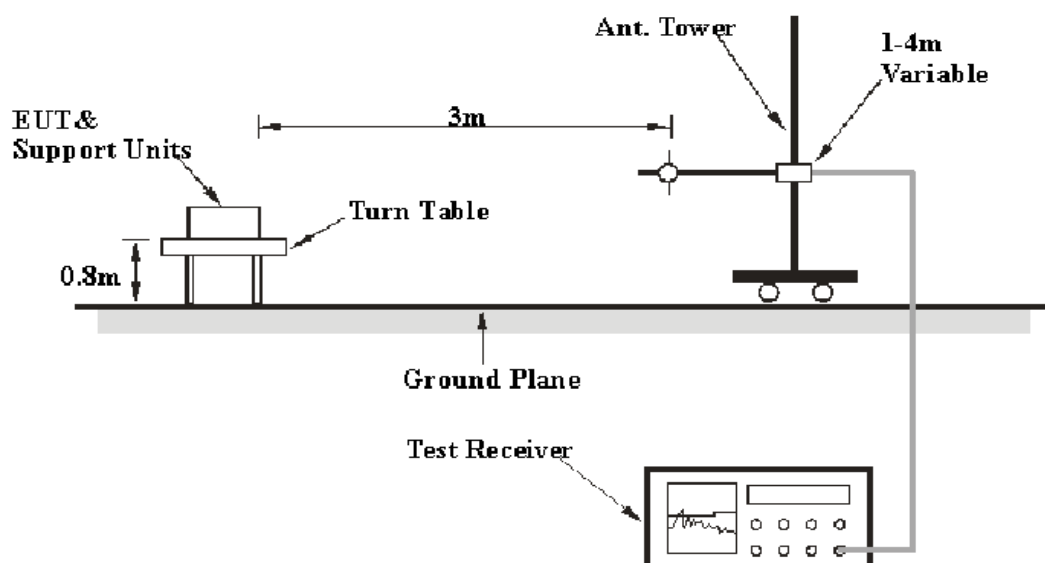 Ant. Tower
1-4m
Variable
3m
EUT&
Support Units
Turn Table
0.8m
Ground Plane
Test Receiver